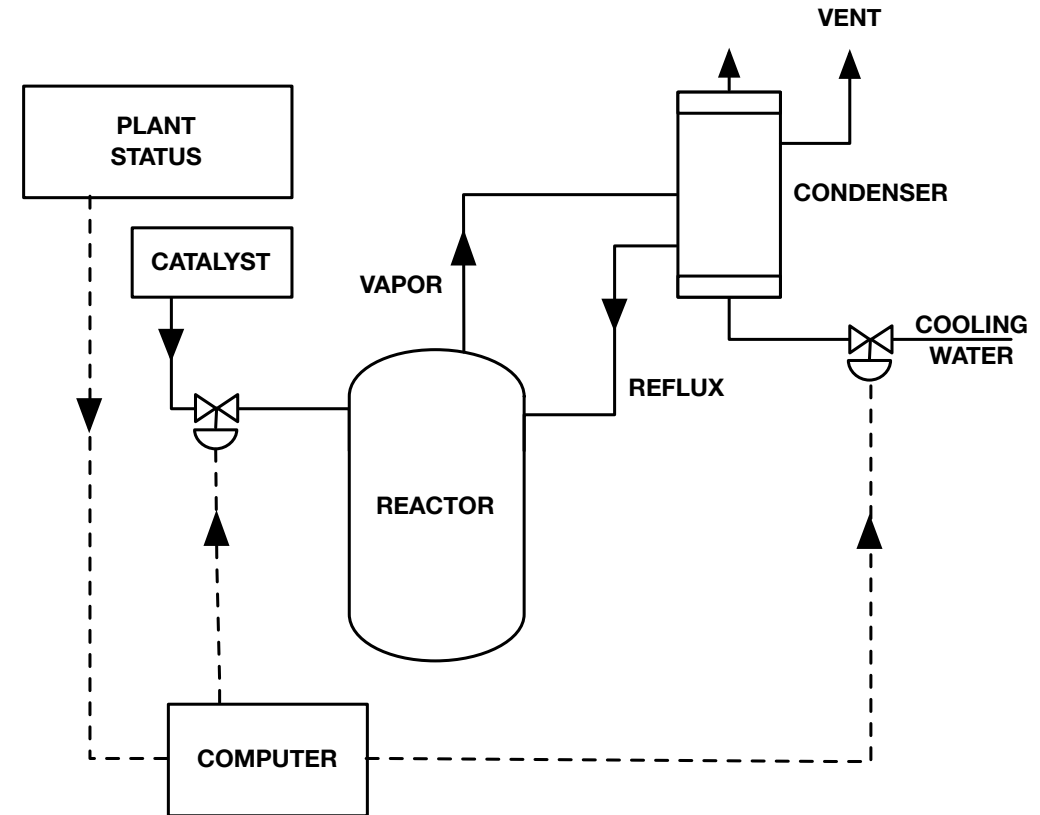 VENT
PLANT
STATUS
CONDENSER
CATALYST
VAPOR
COOLING
WATER
REFLUX
REACTOR
COMPUTER